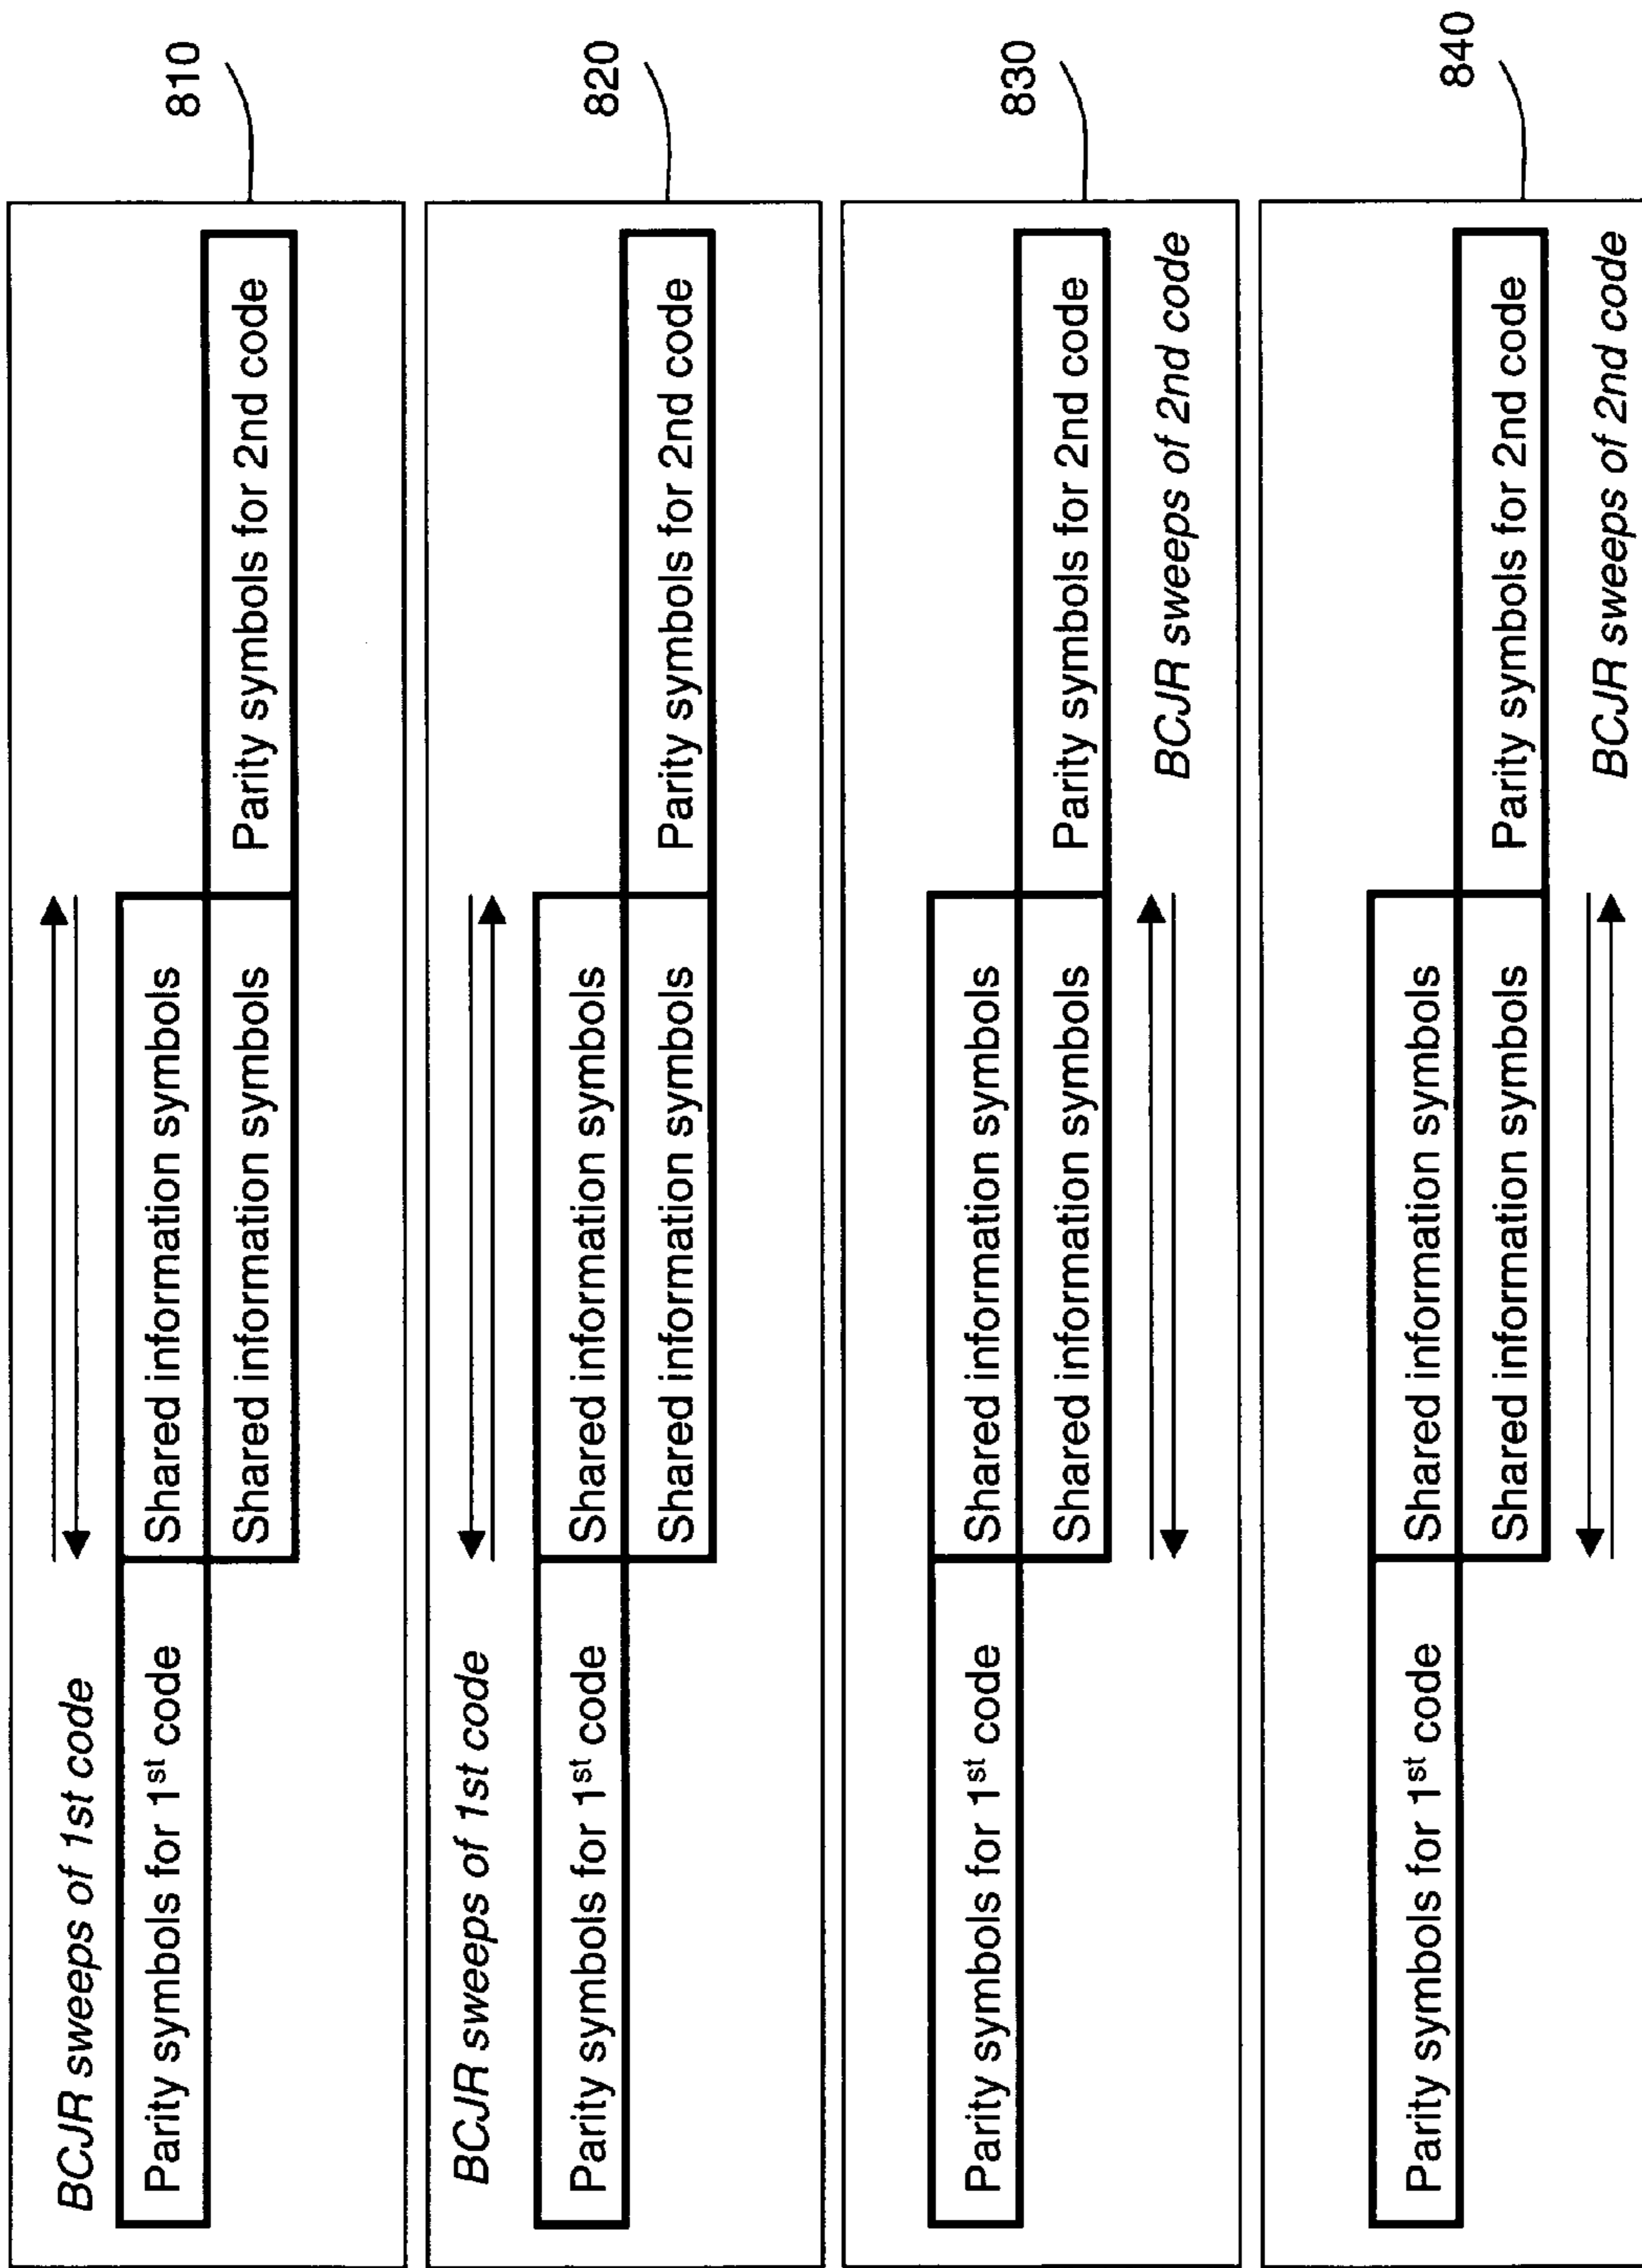 BCJR sweeps of 1st code
Parity symbols for 1st code
Shared information symbols
Shared information symbols
Parity symbols for 2nd code
810
BCJR sweeps of 1st code
Parity symbols for 1st code
Shared information symbols
Shared information symbols
Parity symbols for 2nd code
820
Parity symbols for 1st code
Shared information symbols
Shared information symbols
Parity symbols for 2nd code
BCJR sweeps of 2nd code
830
Parity symbols for 1st code
Shared information symbols
Shared information symbols
Parity symbols for 2nd code
BCJR sweeps of 2nd code
840